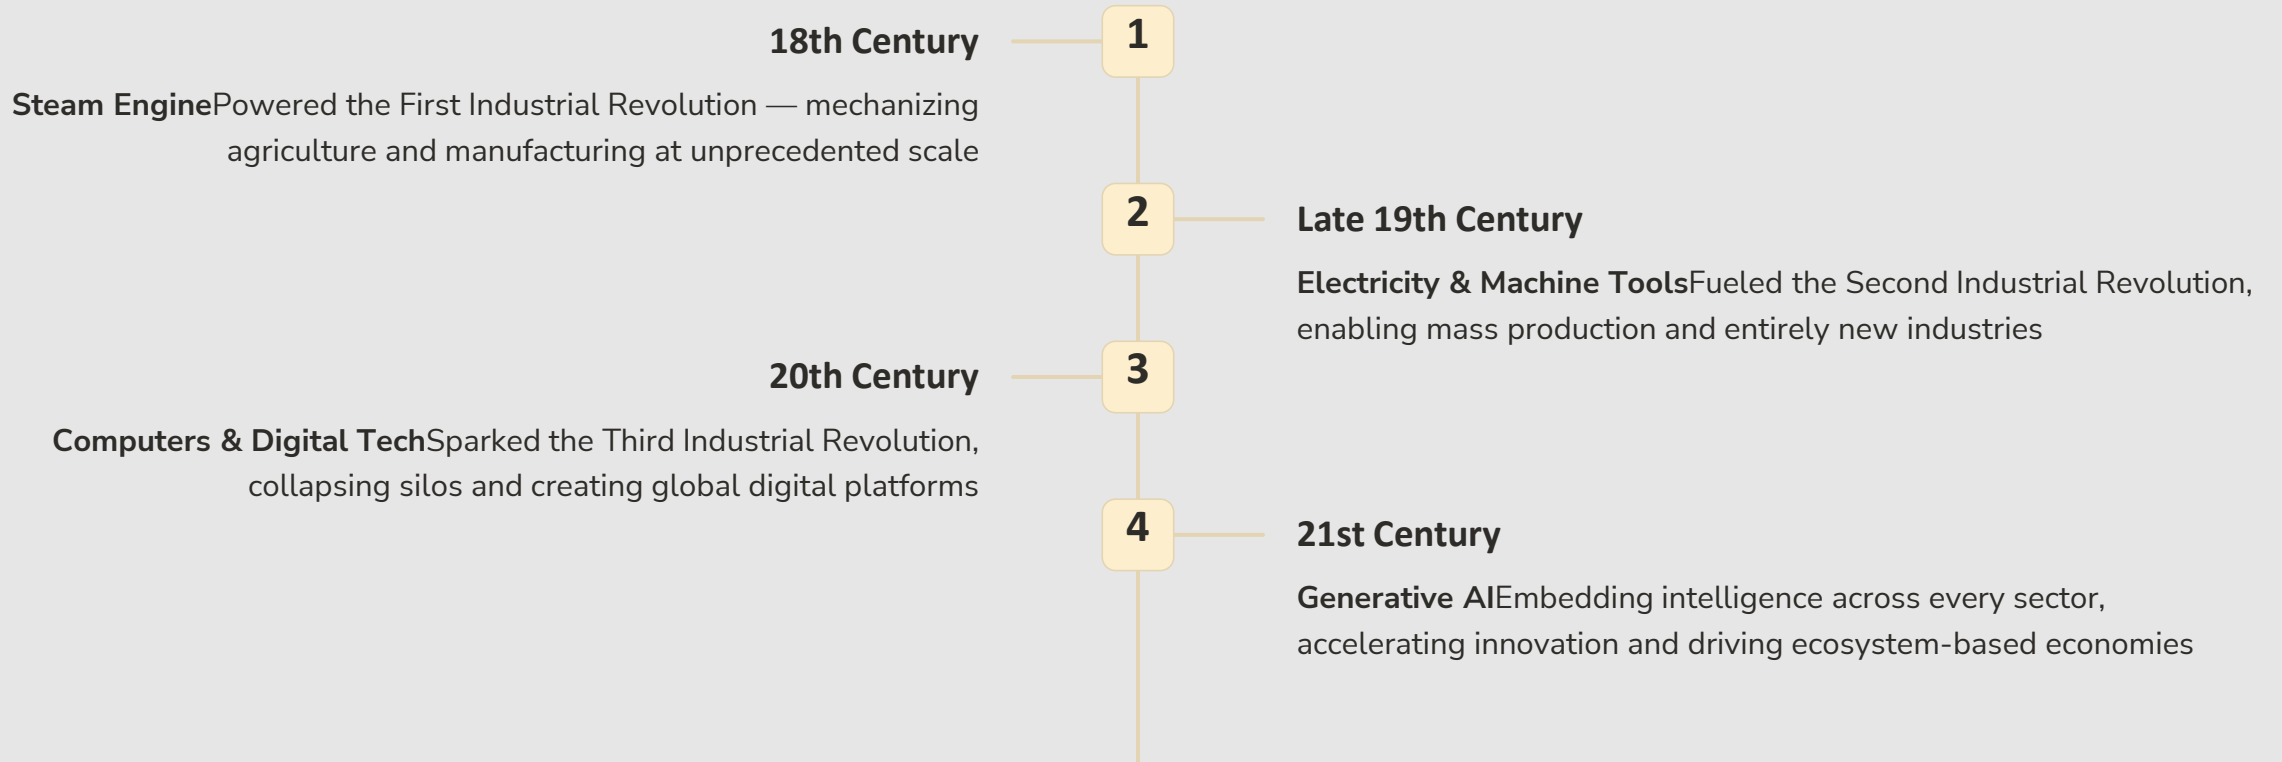 1
18th Century
Steam EnginePowered the First Industrial Revolution — mechanizing
agriculture and manufacturing at unprecedented scale
2
Late 19th Century
Electricity & Machine ToolsFueled the Second Industrial Revolution,
enabling mass production and entirely new industries
3
20th Century
Computers & Digital TechSparked the Third Industrial Revolution,
collapsing silos and creating global digital platforms
4
21st Century
Generative AIEmbedding intelligence across every sector,
accelerating innovation and driving ecosystem-based economies